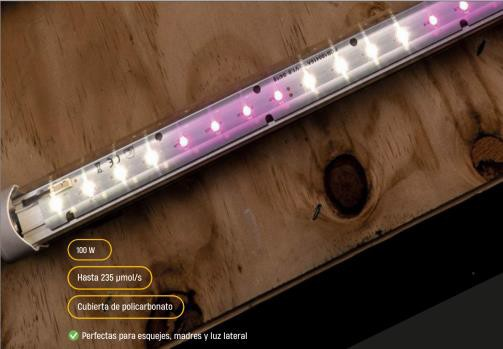 100 W
Hasta 235 µmol/s
Cubierta de policarbonato
Perfectas para esquejes, madres y luz lateral